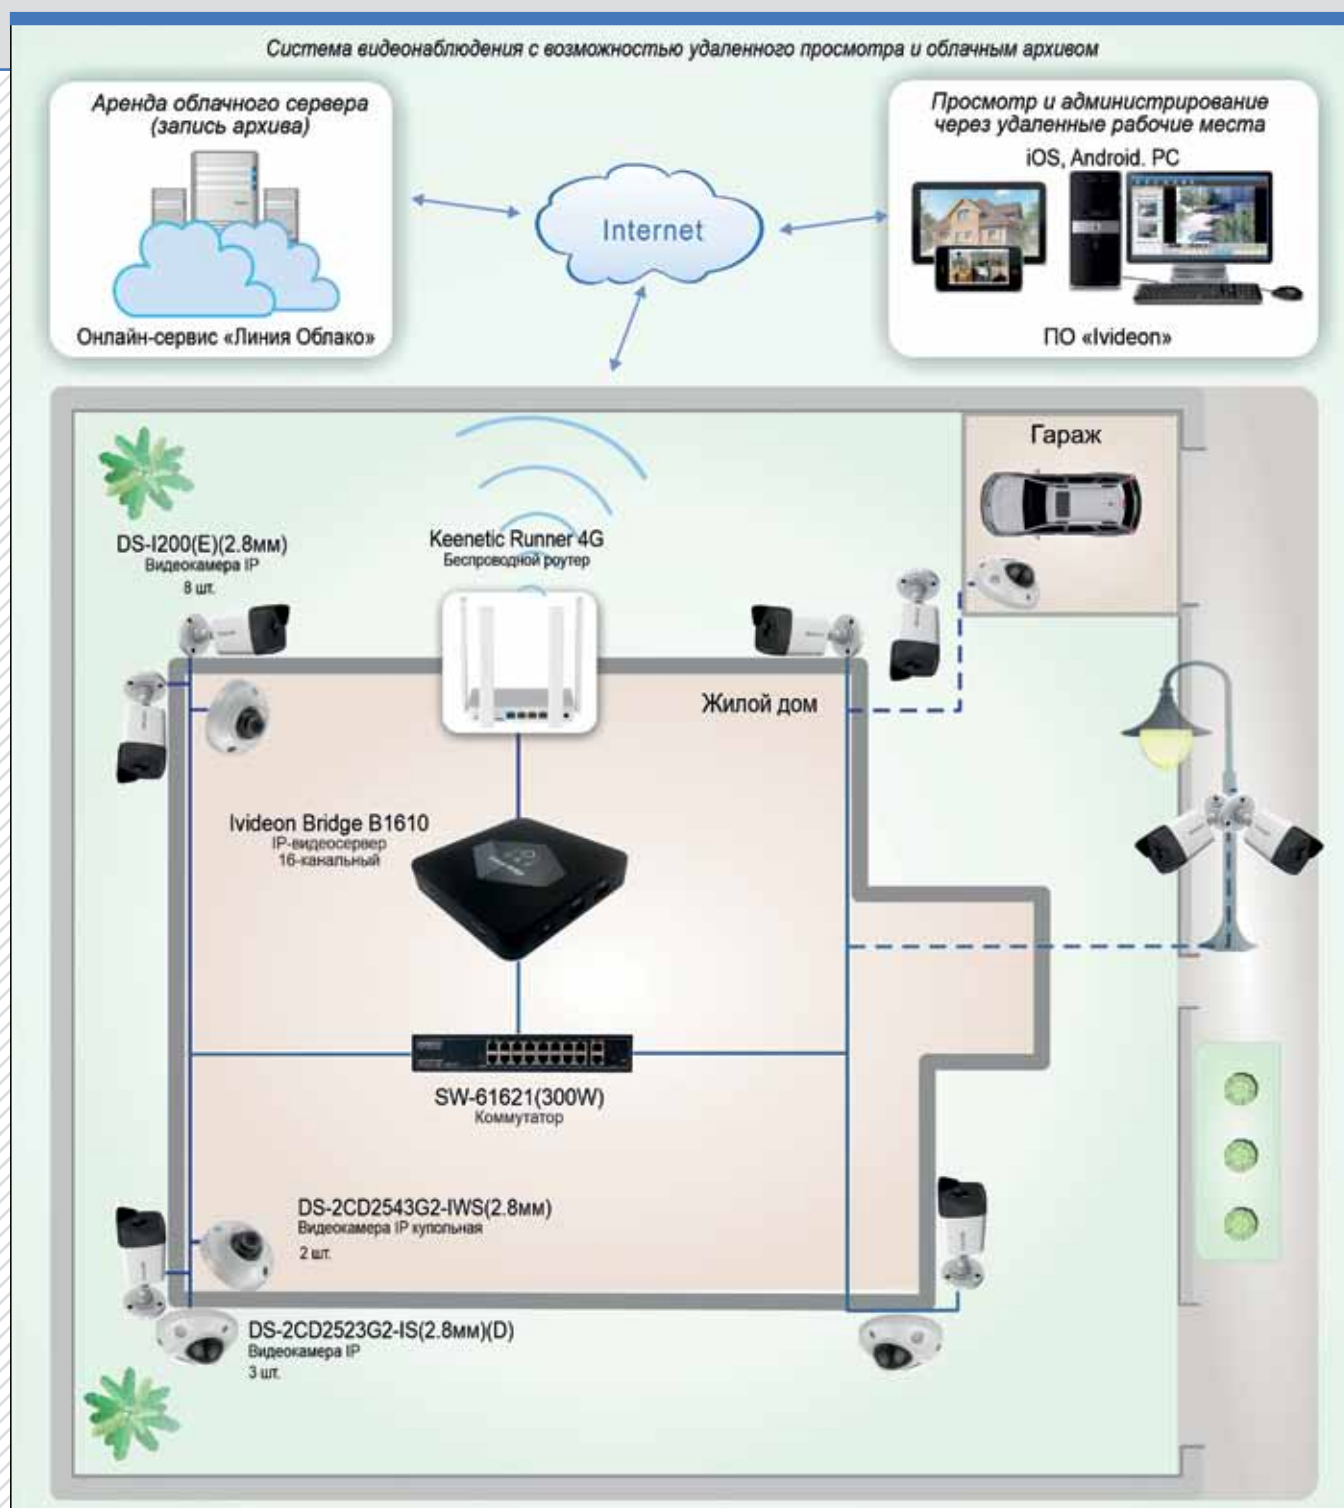 Система видеонаблюдения с возможностью удаленного просмотра и облачным архивом
Аренда облачного сервера
(запись архива)
Онлайн-сервис «Линия Облако»
Internet
Просмотр и администрирование
через удаленные рабочие места
iOS, Android. PC
ПО «Ivideon»
Гараж
DS-I200(E)(2.8мм)
Видеокамера IP
8 шт.
Keenetic Runner 4G
Беспроводной роутер
Жилой дом
Ivideon Bridge B1610
IP-видеосервер
16-канальный
SW-61621(300W)
Коммутатор
DS-2CD2543G2-IWS(2.8мм)
Видеокамера IP купольная
2 шт.
DS-2CD2523G2-IS(2.8мм)(D)
Видеокамера IP
3 шт.